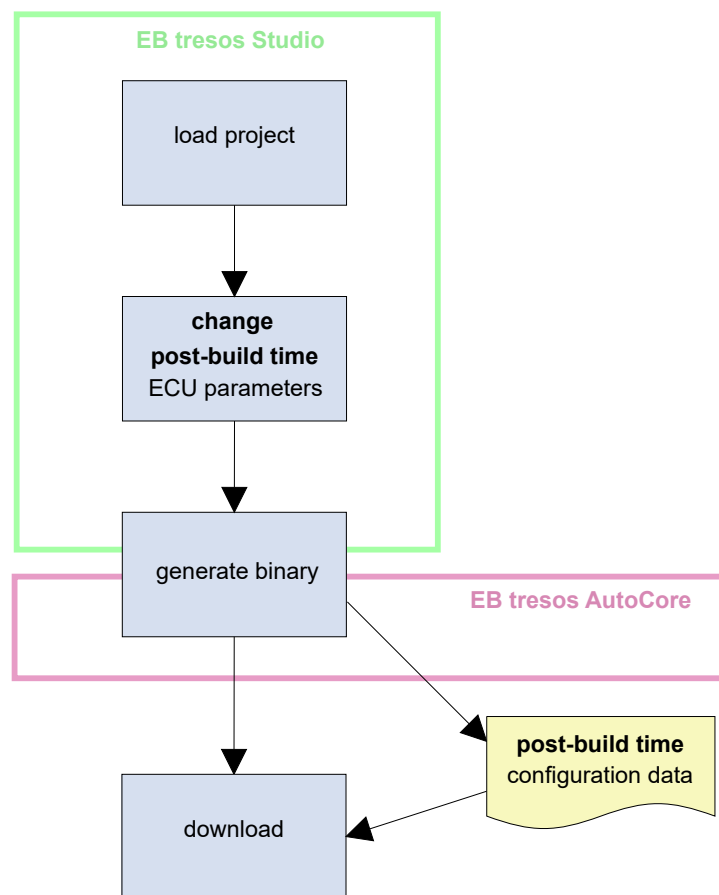 EB tresos Studio
load project
change
post-build time
ECU parameters
generate binary
EB tresos AutoCore
post-build time
configuration data
download